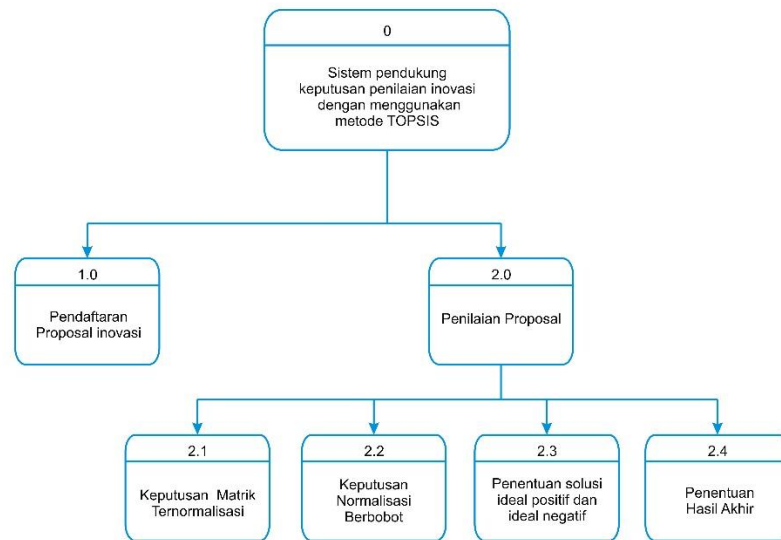 0
Sistem pendukung
keputusan penilaian inovasi
dengan menggunakan
metode TOPSIS
1.0
Pendaftaran
Proposal inovasi
2.0
Penilaian Proposal
2.1
Keputusan Matrik
Ternormalisasi
2.2
Keputusan
Normalisasi
Berbobot
2.3
Penentuan solusi
ideal positif dan
ideal negatif
2.4
Penentuan
Hasil Akhir